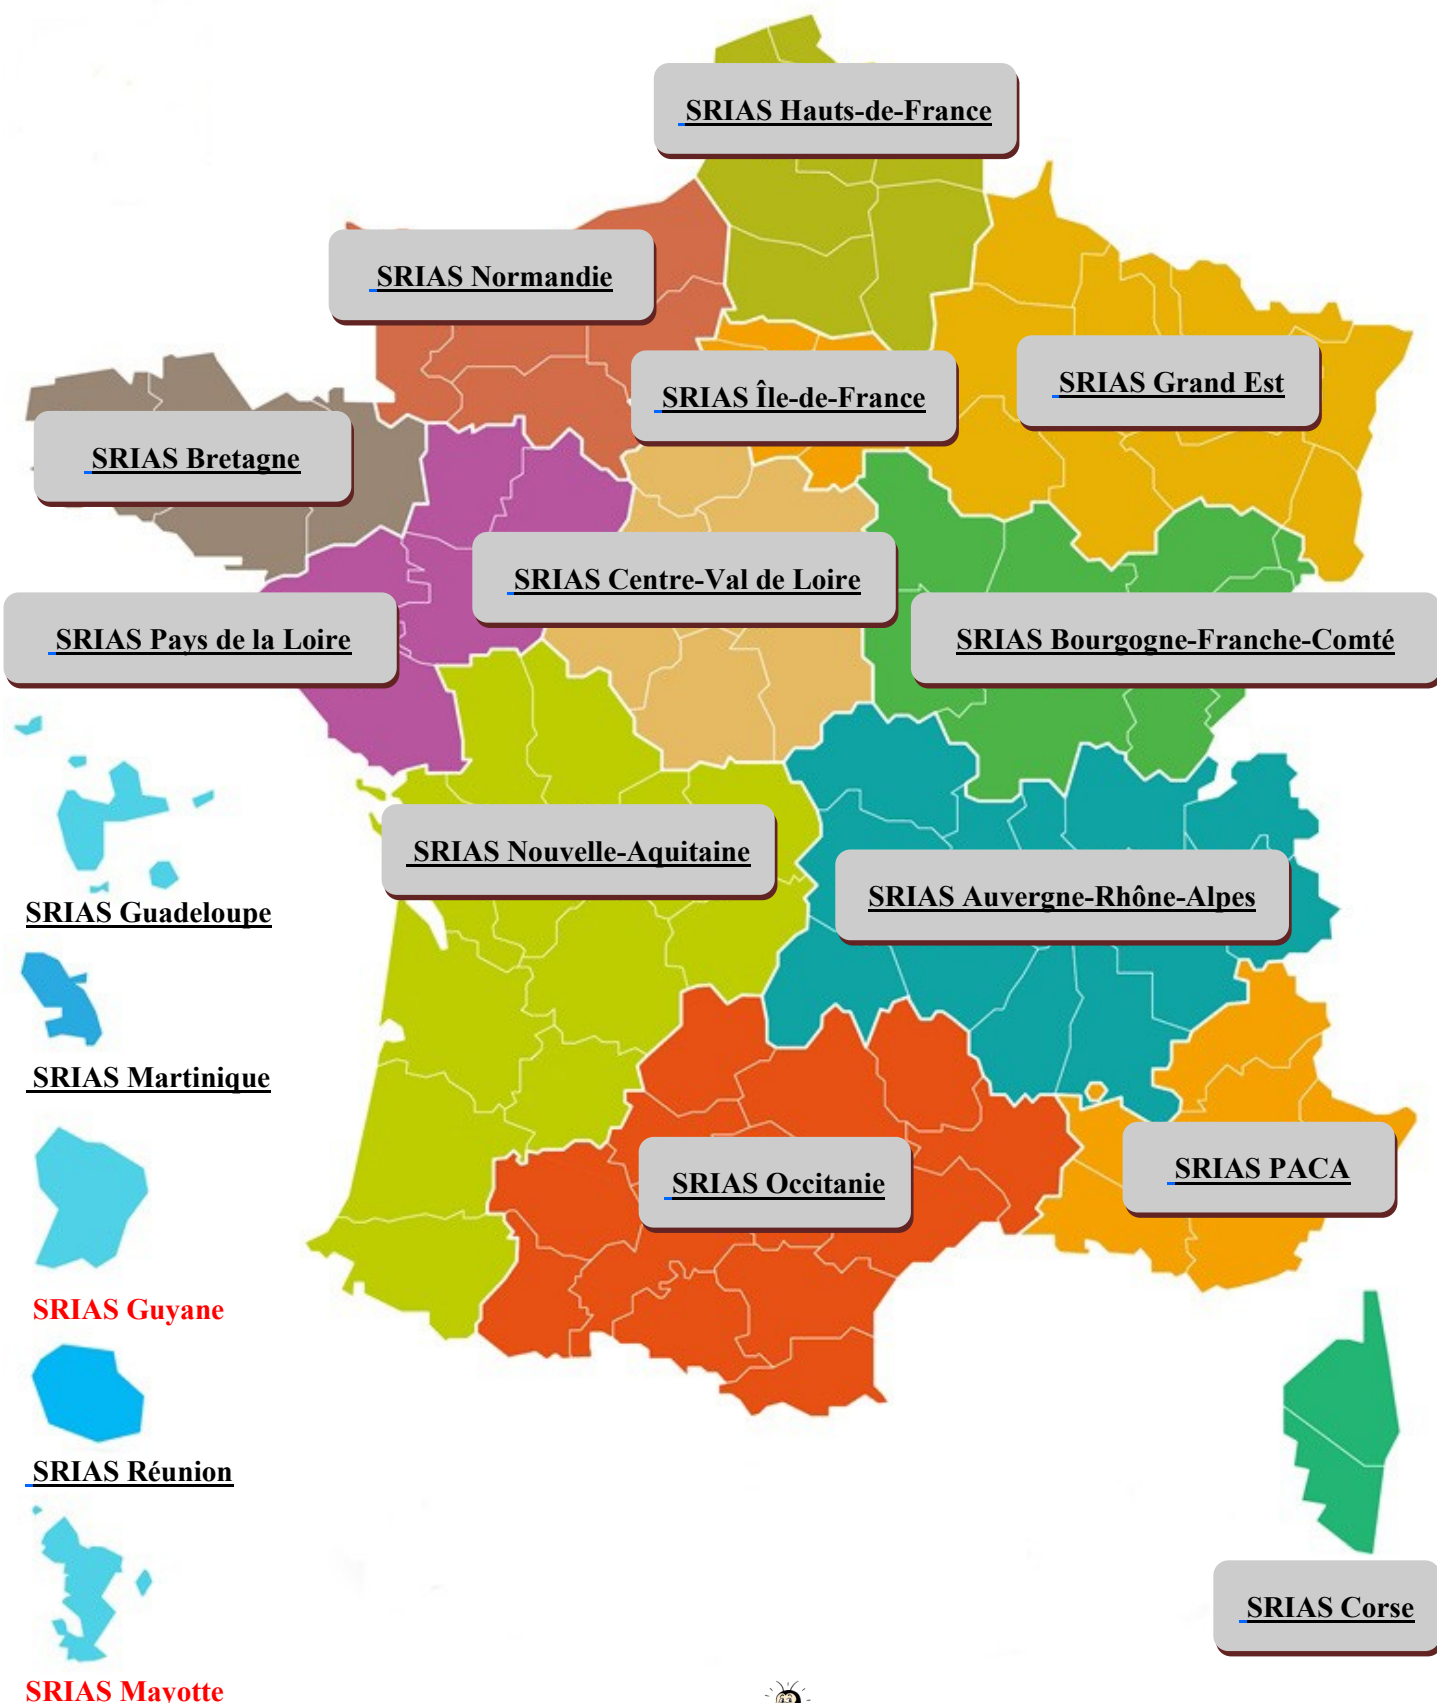 SRIAS Hauts-de-France
SRIAS Normandie
SRIAS Île-de-France
SRIAS Grand Est
SRIAS Bretagne
SRIAS Centre-Val de Loire
SRIAS Pays de la Loire
SRIAS Bourgogne-Franche-Comté
SRIAS Nouvelle-Aquitaine
SRIAS Auvergne-Rhône-Alpes
SRIAS Guadeloupe
SRIAS Martinique
SRIAS PACA
SRIAS Occitanie
SRIAS Guyane
SRIAS Réunion
SRIAS Corse
SRIAS Mayotte